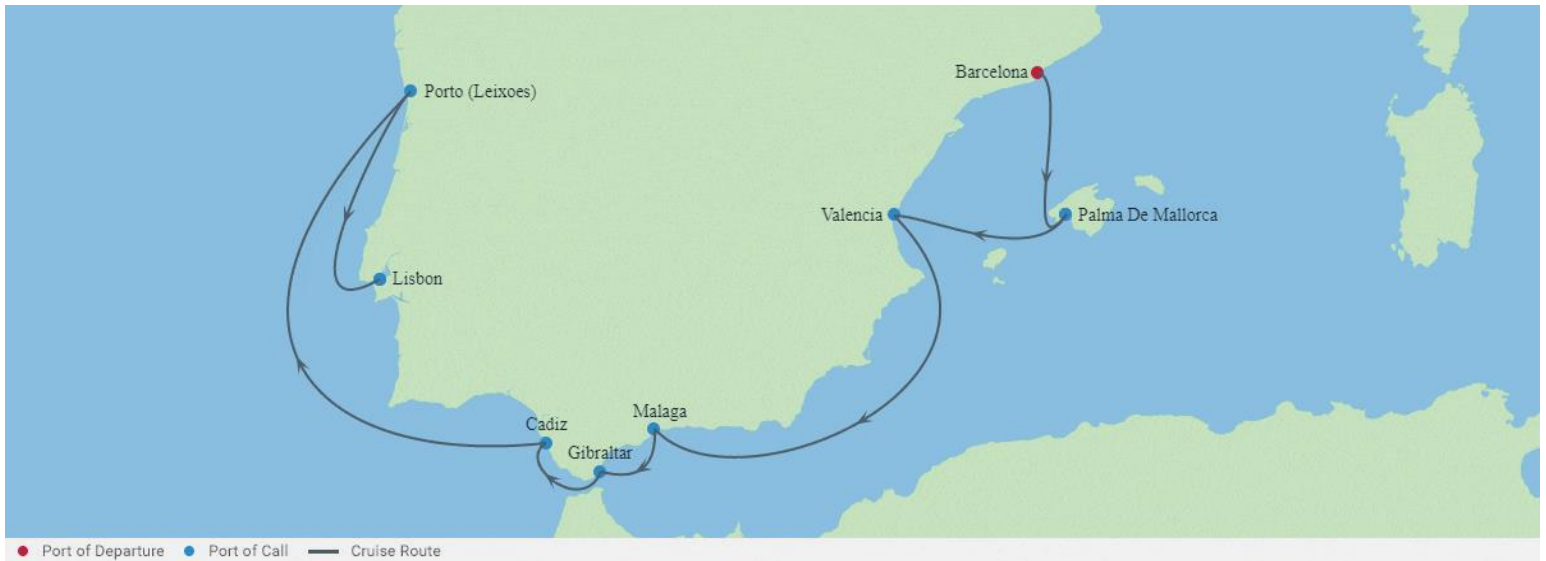 Barcelona
Porto (Leixoes)
Valencia
Palma De Mallorca
Lisbon
Malaga
Cadiz
Gibraltar
Port of Departure
Port of Call
Cruise Route